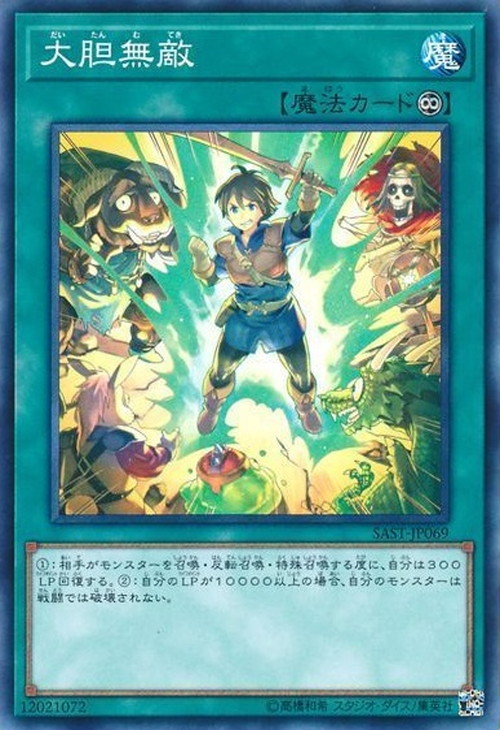 大胆無敵
魔
【魔法カード】
SAST-JP069
①:相手がモンスターを召喚・反転召喚・特殊召喚する度に、自分は３００
LP回復する。②:自分のLPが１００００以上の場合、自分のモンスターは
戦闘では破壊されない。
12021072
©高橋和希 スタジオ・ダイス/集英社